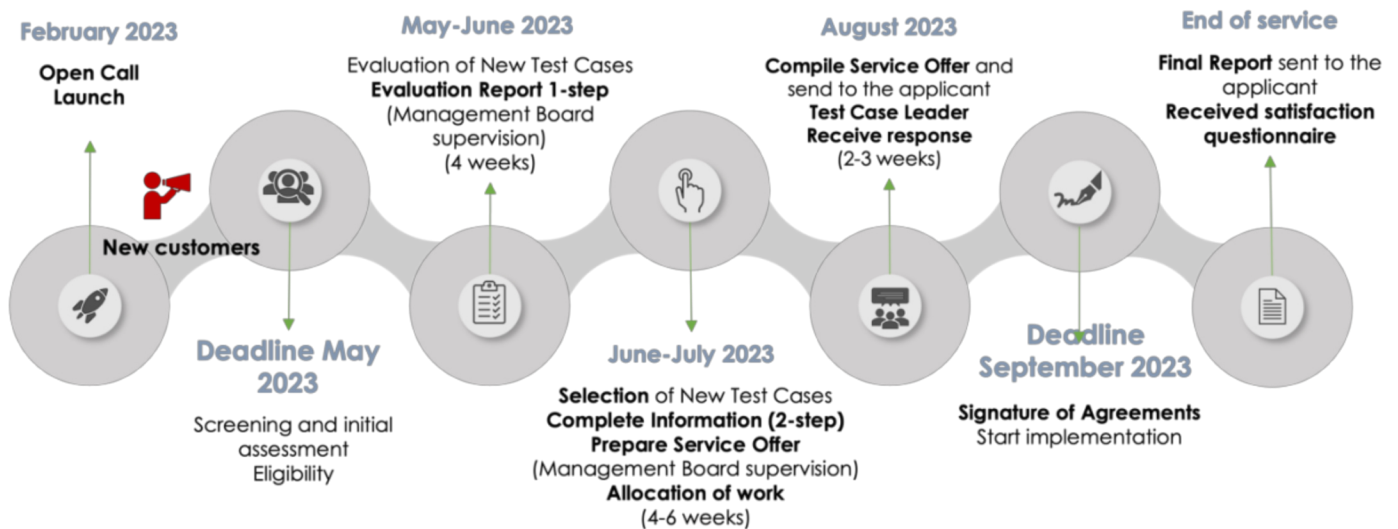 February 2023
Open Call
Launch
New customers
Deadline May
2023
Screening and initial
assessment
Eligibility
May-June 2023
Evaluation of New Test Cases
Evaluation Report 1-step
(Management Board
supervision)
(4 weeks)
June-July 2023
Selection of New Test Cases
Complete Information (2-step)
Prepare Service Offer
(Management Board supervision)
Allocation of work
(4-6 weeks)
August 2023
Compile Service Offer and
send to the applicant
Test Case Leader
Receive response
(2-3 weeks)
Deadline
September 2023
Signature of Agreements
Start implementation
End of service
Final Report sent to the
applicant
Received satisfaction
questionnaire